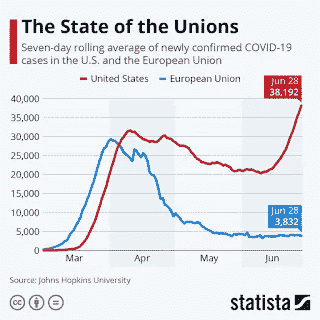 The State of the Unions
Seven-day rolling average of newly confirmed COVID-19
cases in the U.S. and the European Union
United States
European Union
Jun 28
38,192
40,000
35,000
30,000
25,000
20,000
15,000
10,000
5,000
0
Jun 28
3,832
Mar
Apr
May
Jun
Source: Johns Hopkins University
cc
statista